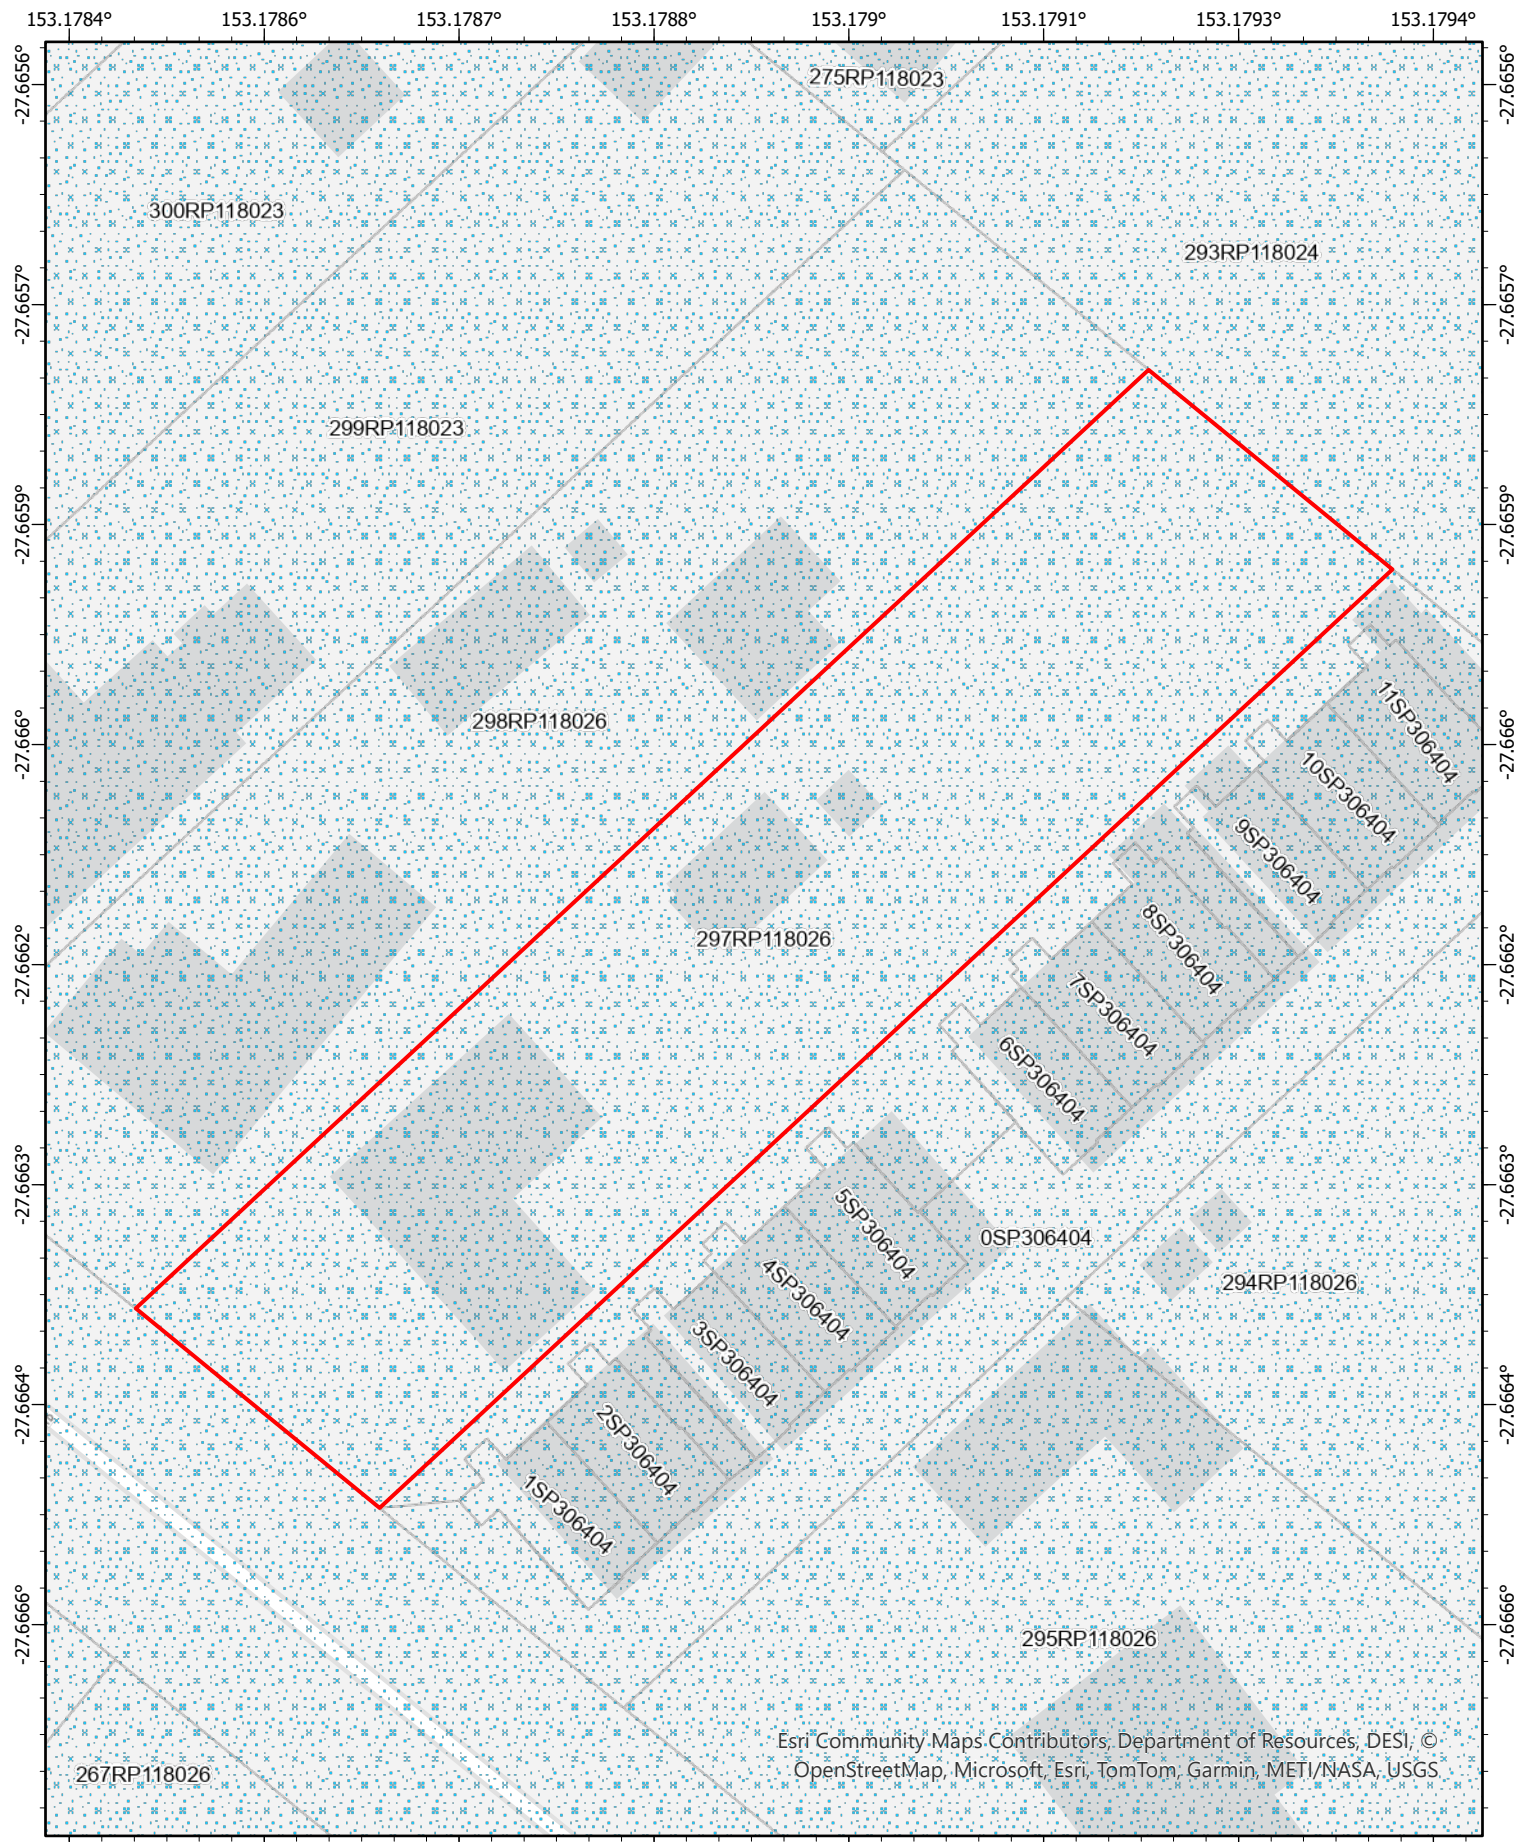 153.1784° 153.1786° 153.1787° 153.1788° 153.179° 153.1791° 153.1793° 153.1794°
-27.6656° -27.6656°
275RP118023
300RP118023
293RP118024
-27.6657° -27.6657°
299RP118023
-27.6659° -27.6659°
298RP118026
11SP306404
-27.666° -27.666°
10SP306404
9SP306404
297RP118026
8SP306404
-27.6662° -27.6662°
7SP306404
6SP306404
-27.6663° -27.6663°
5SP306404
0SP306404
294RP118026
4SP306404
3SP306404
-27.6664° -27.6664°
2SP306404
1SP306404
-27.6666° -27.6666°
295RP118026
Esri Community Maps Contributors, Department of Resources, DESI, ©
OpenStreetMap, Microsoft, Esri, TomTom, Garmin, METI/NASA, USGS
267RP118026